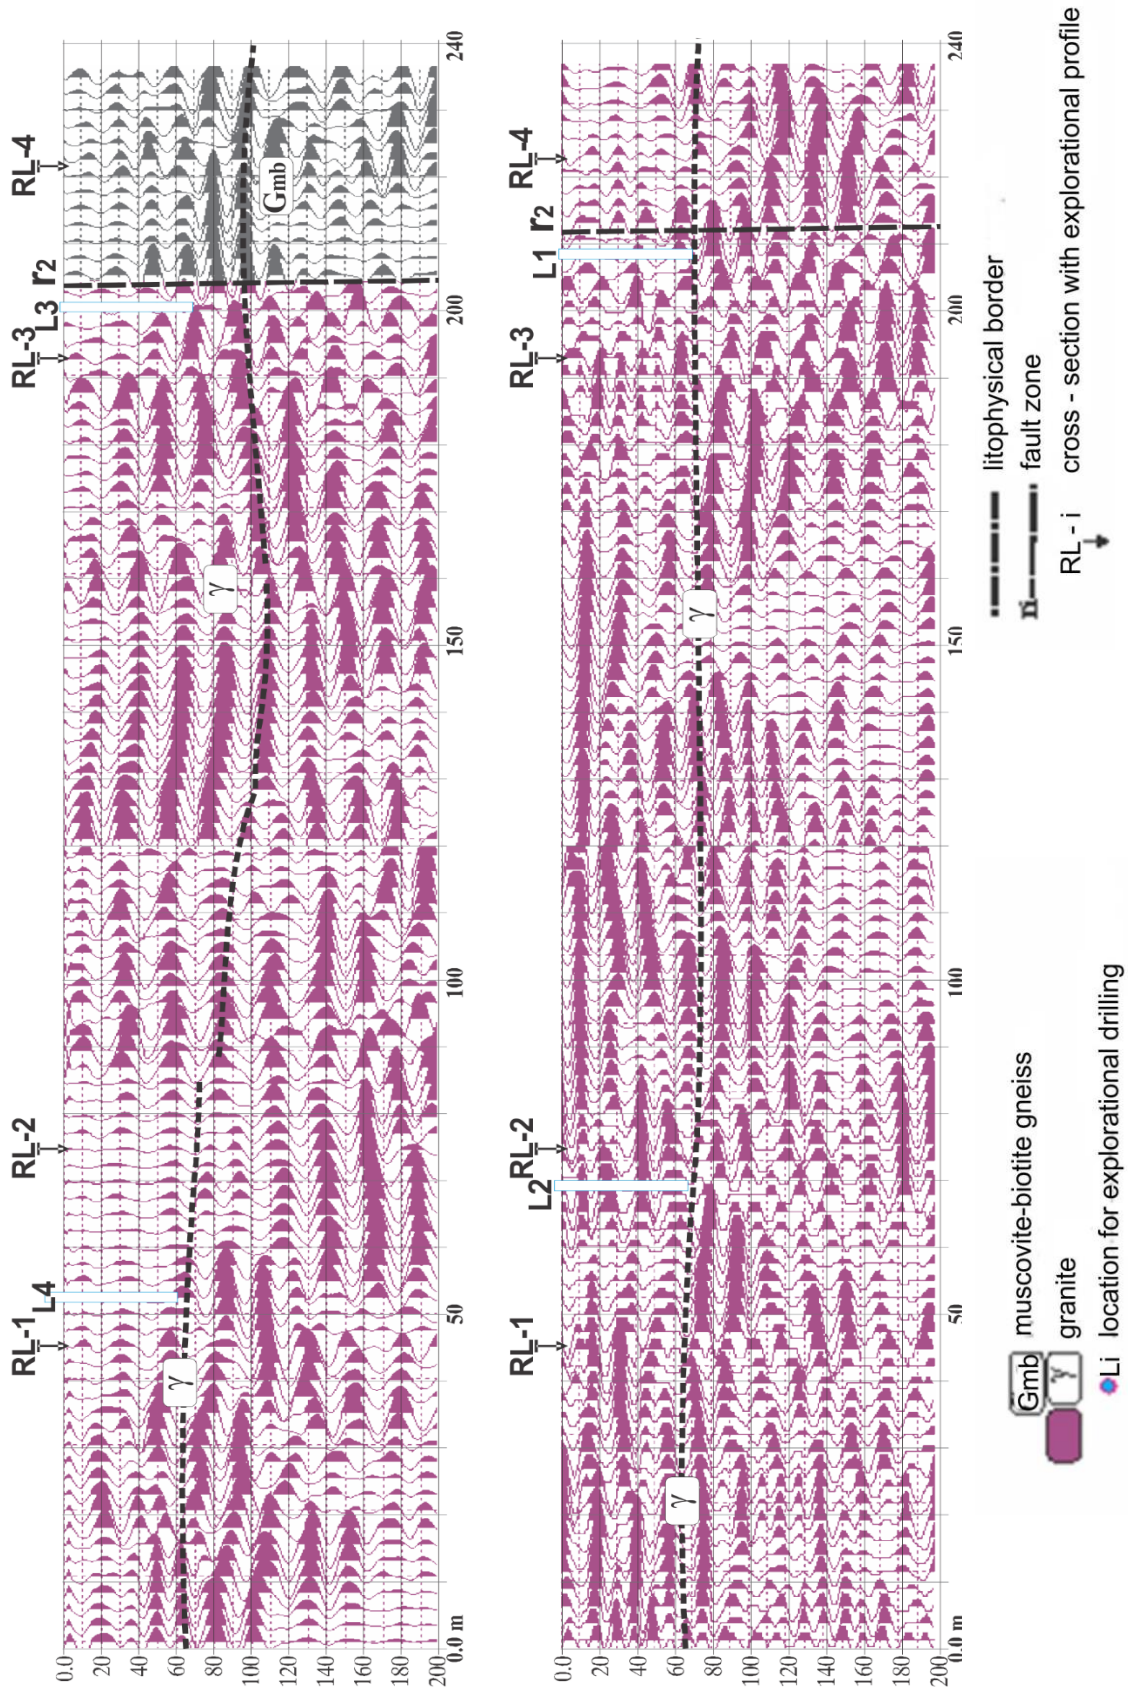 RL-1
L4
RL-2
RL-3
L3
r2
RL-4
0.0
20
40
60
80
100
120
140
160
180
200
γ
γ
Gmb
0.0 m
50
100
150
200
240
RL-1
L2
RL-2
RL-3
L1
r2
RL-4
0.0
20
40
60
80
100
120
140
160
180
200
γ
γ
0.0 m
50
100
150
200
240
Gmb muscovite-biotite gneiss
γ granite
Li location for explorational drilling
litophysical border
ri fault zone
RL - i cross - section with explorational profile